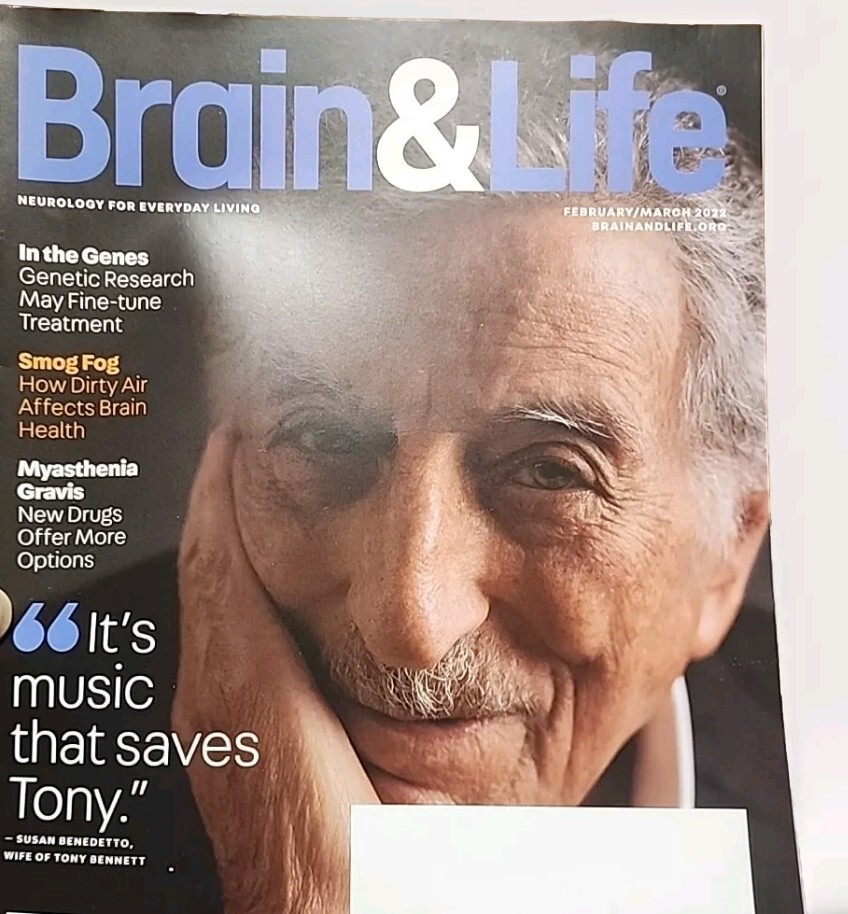 Brain&Life®
NEUROLOGY FOR EVERYDAY LIVING
FEBRUARY/MARCH 2022
BRAINANDLIFE.ORG
In the Genes
Genetic Research
May Fine-tune
Treatment
Smog Fog
How Dirty Air
Affects Brain
Health
Myasthenia
Gravis
New Drugs
Offer More
Options
“It’s
music
that saves
Tony.”
– SUSAN BENEDETTO,
WIFE OF TONY BENNETT